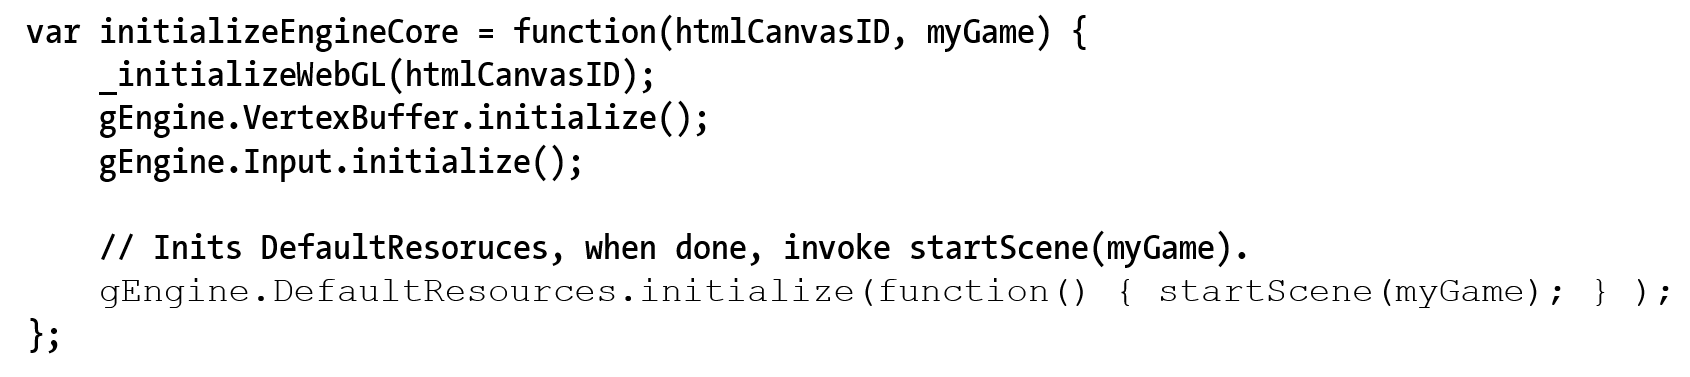 var initializeEngineCore = function(htmlCanvasID, myGame) {
    _initializeWebGL(htmlCanvasID);
    gEngine.VertexBuffer.initialize();
    gEngine.Input.initialize();

    // Inits DefaultResoruces, when done, invoke startScene(myGame).
    gEngine.DefaultResources.initialize(function() { startScene(myGame); } );
};